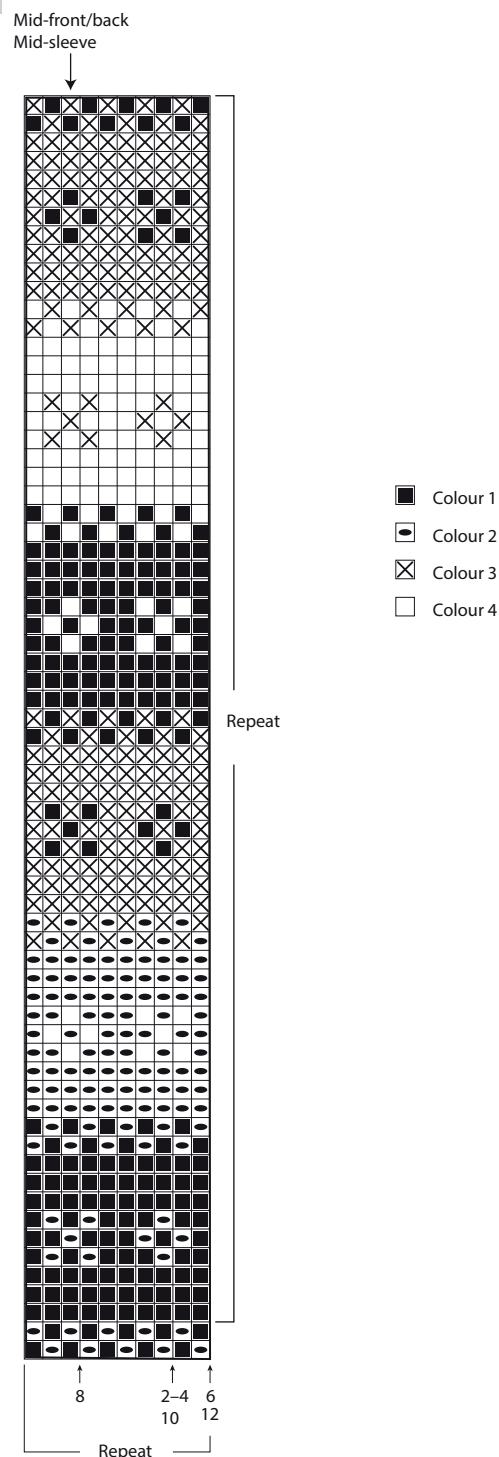 Mid-front/back
Mid-sleeve
Colour 1
Colour 2
Colour 3
Colour 4
Repeat
8
2–4
10
6
12
Repeat